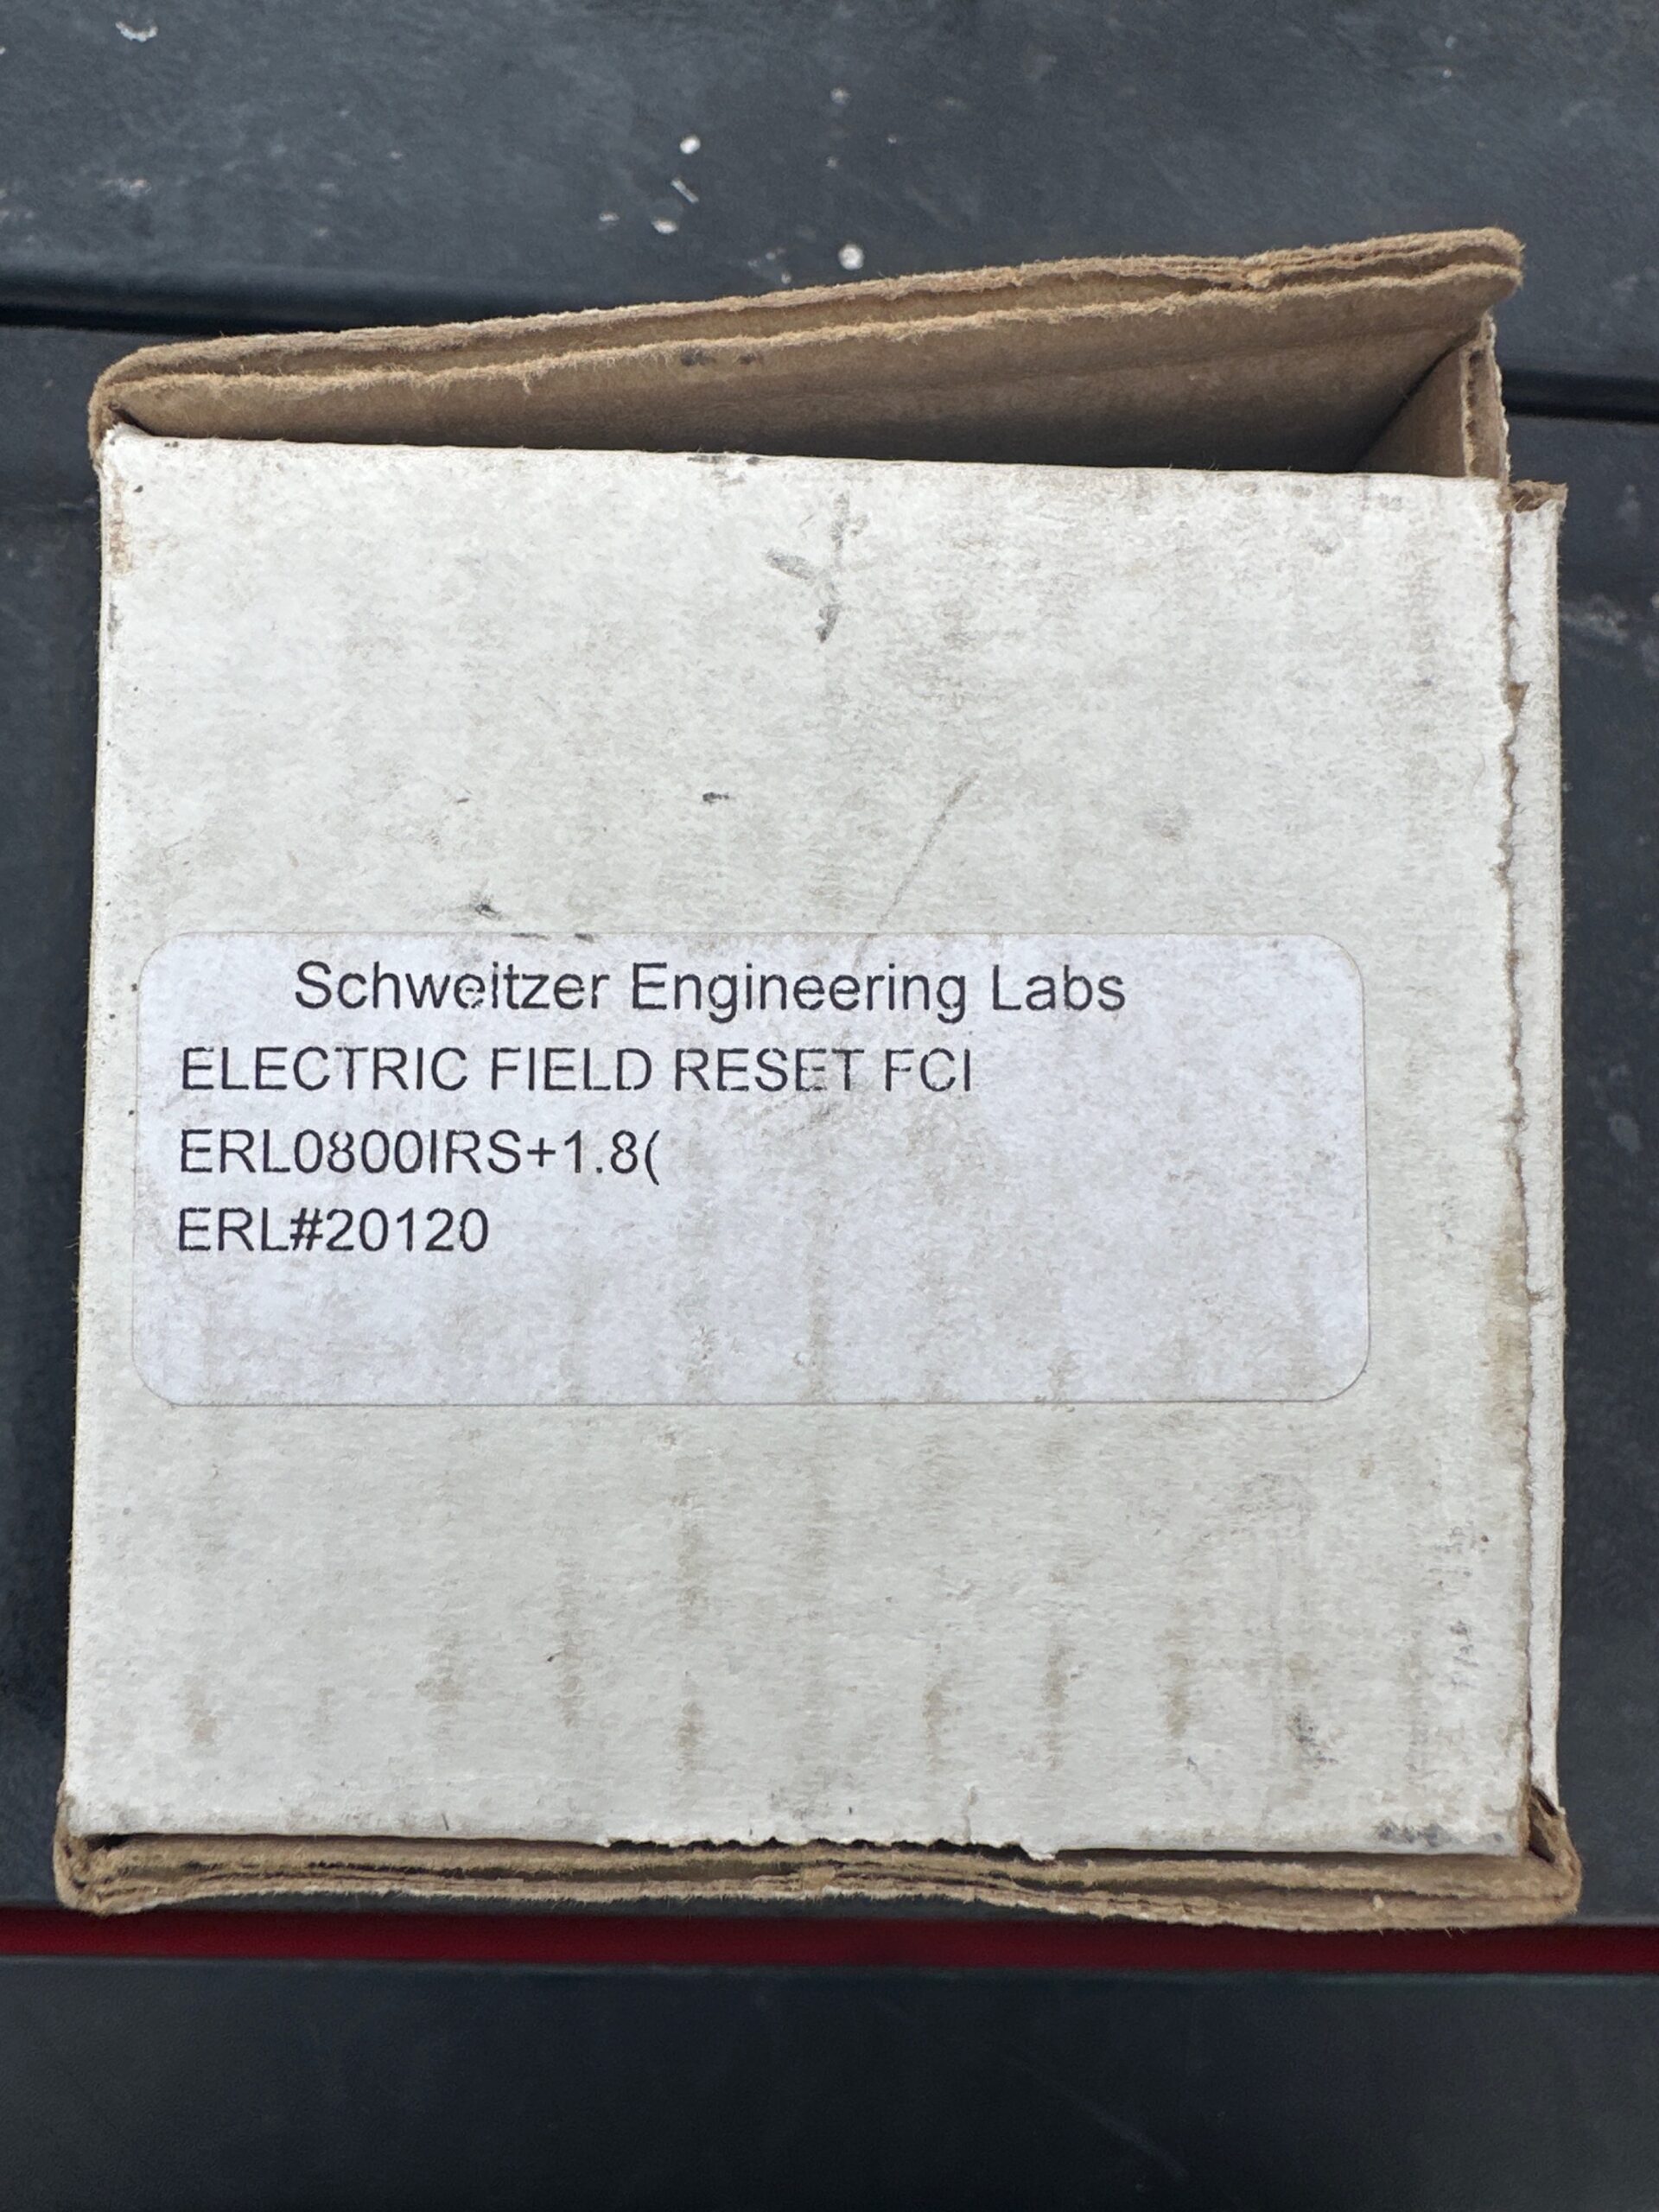 Schweitzer Engineering Labs
ELECTRIC FIELD RESET FCI
ERL0800IRS+1.8(
ERL#20120